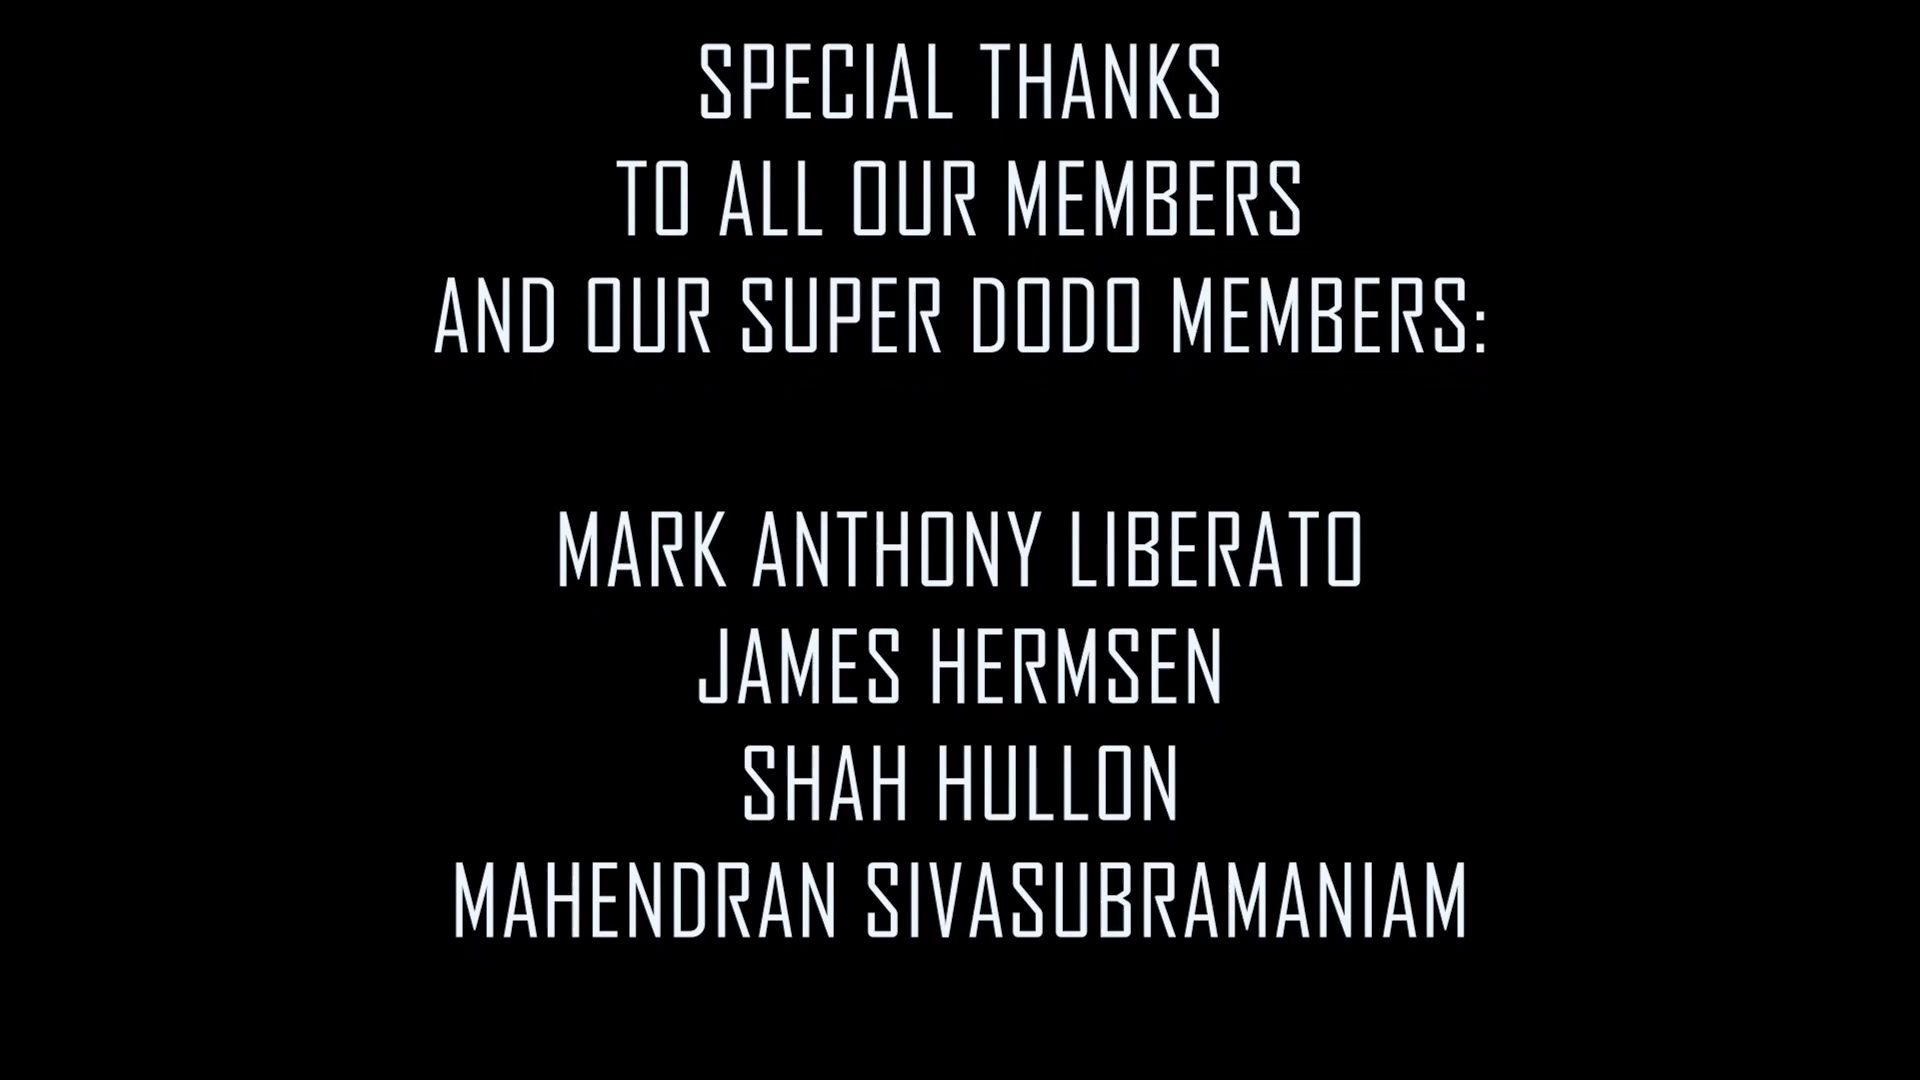 SPECIAL THANKS
TO ALL OUR MEMBERS
AND OUR SUPER DODO MEMBERS:
MARK ANTHONY LIBERATO
JAMES HERMSEN
SHAH HULLON
MAHENDRAN SIVASUBRAMANIAM